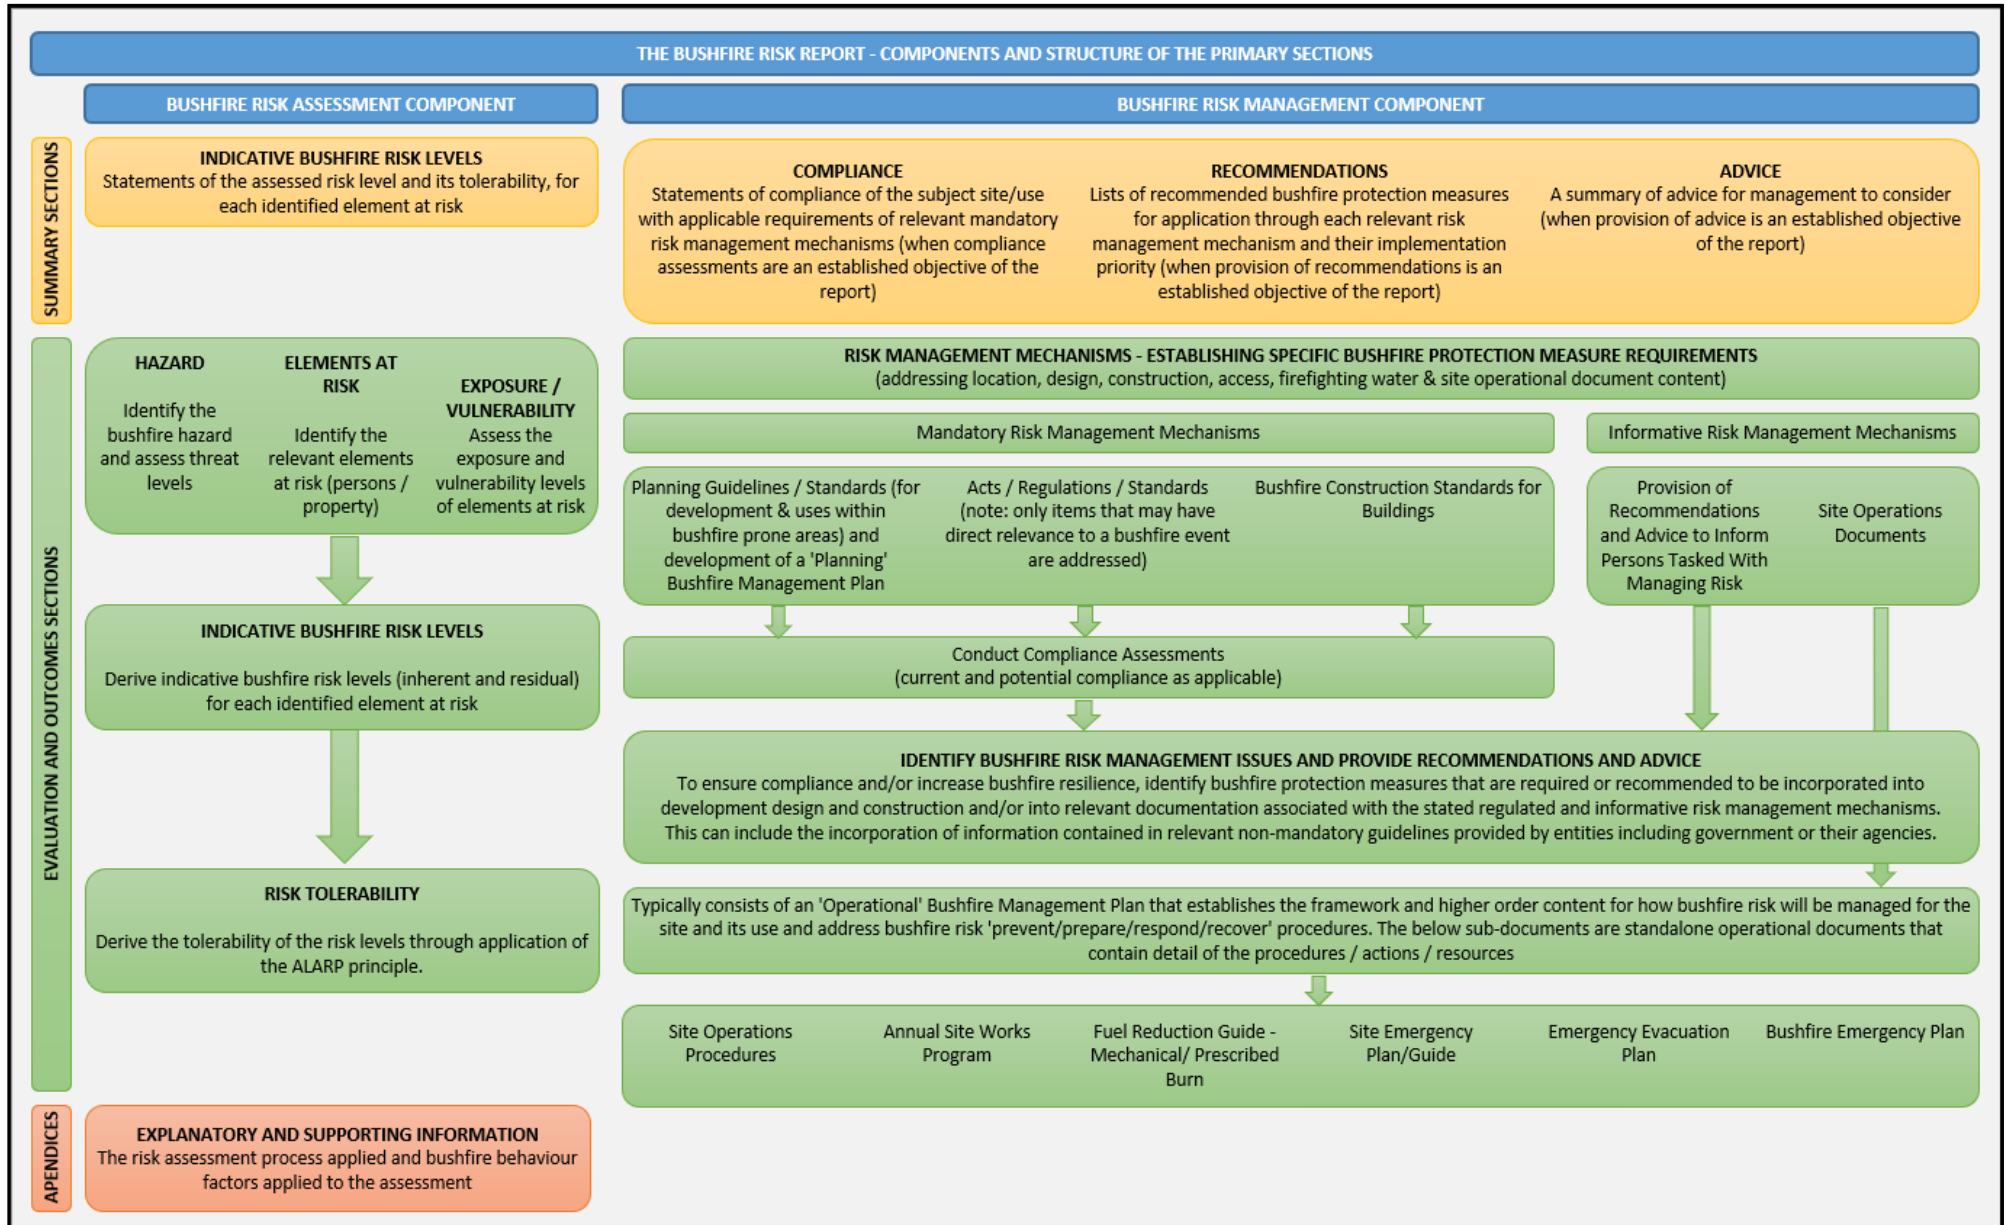 THE BUSHFIRE RISK REPORT - COMPONENTS AND STRUCTURE OF THE PRIMARY SECTIONS
BUSHFIRE RISK ASSESSMENT COMPONENT
BUSHFIRE RISK MANAGEMENT COMPONENT
SUMMARY SECTIONS
INDICATIVE BUSHFIRE RISK LEVELS
Statements of the assessed risk level and its tolerability, for
each identified element at risk
COMPLIANCE
Statements of compliance of the subject site/use
with applicable requirements of relevant mandatory
risk management mechanisms (when compliance
assessments are an established objective of the
report)
RECOMMENDATIONS
Lists of recommended bushfire protection measures
for application through each relevant risk
management mechanism and their implementation
priority (when provision of recommendations is an
established objective of the report)
ADVICE
A summary of advice for management to consider
(when provision of advice is an established objective
of the report)
EVALUATION AND OUTCOMES SECTIONS
HAZARD
Identify the
bushfire hazard
and assess threat
levels
ELEMENTS AT
RISK
Identify the
relevant elements
at risk (persons /
property)
EXPOSURE /
VULNERABILITY
Assess the
exposure and
vulnerability levels
of elements at risk
INDICATIVE BUSHFIRE RISK LEVELS
Derive indicative bushfire risk levels (inherent and residual)
for each identified element at risk
RISK TOLERABILITY
Derive the tolerability of the risk levels through application of
the ALARP principle.
RISK MANAGEMENT MECHANISMS - ESTABLISHING SPECIFIC BUSHFIRE PROTECTION MEASURE REQUIREMENTS
(addressing location, design, construction, access, firefighting water & site operational document content)
Mandatory Risk Management Mechanisms
Informative Risk Management Mechanisms
Planning Guidelines / Standards (for
development & uses within
bushfire prone areas) and
development of a 'Planning'
Bushfire Management Plan
Acts / Regulations / Standards
(note: only items that may have
direct relevance to a bushfire event
are addressed)
Bushfire Construction Standards for
Buildings
Provision of
Recommendations
and Advice to Inform
Persons Tasked With
Managing Risk
Site Operations
Documents
Conduct Compliance Assessments
(current and potential compliance as applicable)
IDENTIFY BUSHFIRE RISK MANAGEMENT ISSUES AND PROVIDE RECOMMENDATIONS AND ADVICE
To ensure compliance and/or increase bushfire resilience, identify bushfire protection measures that are required or recommended to be incorporated into
development design and construction and/or into relevant documentation associated with the stated regulated and informative risk management mechanisms.
This can include the incorporation of information contained in relevant non-mandatory guidelines provided by entities including government or their agencies.
Typically consists of an 'Operational' Bushfire Management Plan that establishes the framework and higher order content for how bushfire risk will be managed for the
site and its use and address bushfire risk 'prevent/prepare/respond/recover' procedures. The below sub-documents are standalone operational documents that
contain detail of the procedures / actions / resources
Site Operations
Procedures
Annual Site Works
Program
Fuel Reduction Guide -
Mechanical/ Prescribed
Burn
Site Emergency
Plan/Guide
Emergency Evacuation
Plan
Bushfire Emergency Plan
APENDICES
EXPLANATORY AND SUPPORTING INFORMATION
The risk assessment process applied and bushfire behaviour
factors applied to the assessment